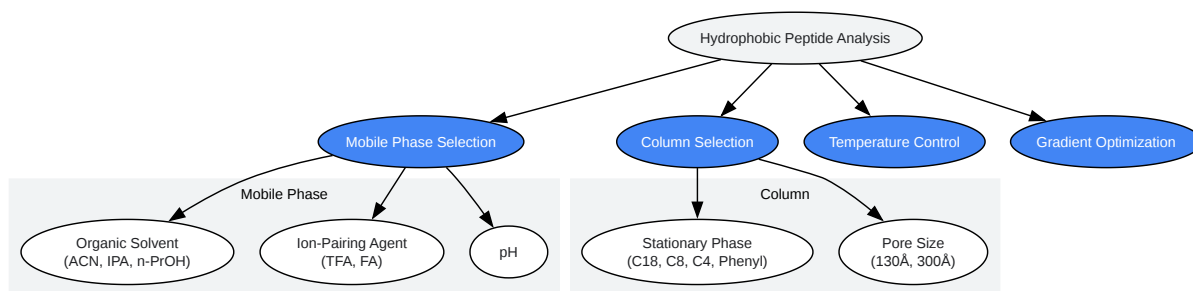 Hydrophobic Peptide Analysis
Mobile Phase Selection
Column Selection
Temperature Control
Gradient Optimization
Mobile Phase
Column
Organic Solvent
(ACN, IPA, n-PrOH)
Ion-Pairing Agent
(TFA, FA)
pH
Stationary Phase
(C18, C8, C4, Phenyl)
Pore Size
(130Å, 300Å)